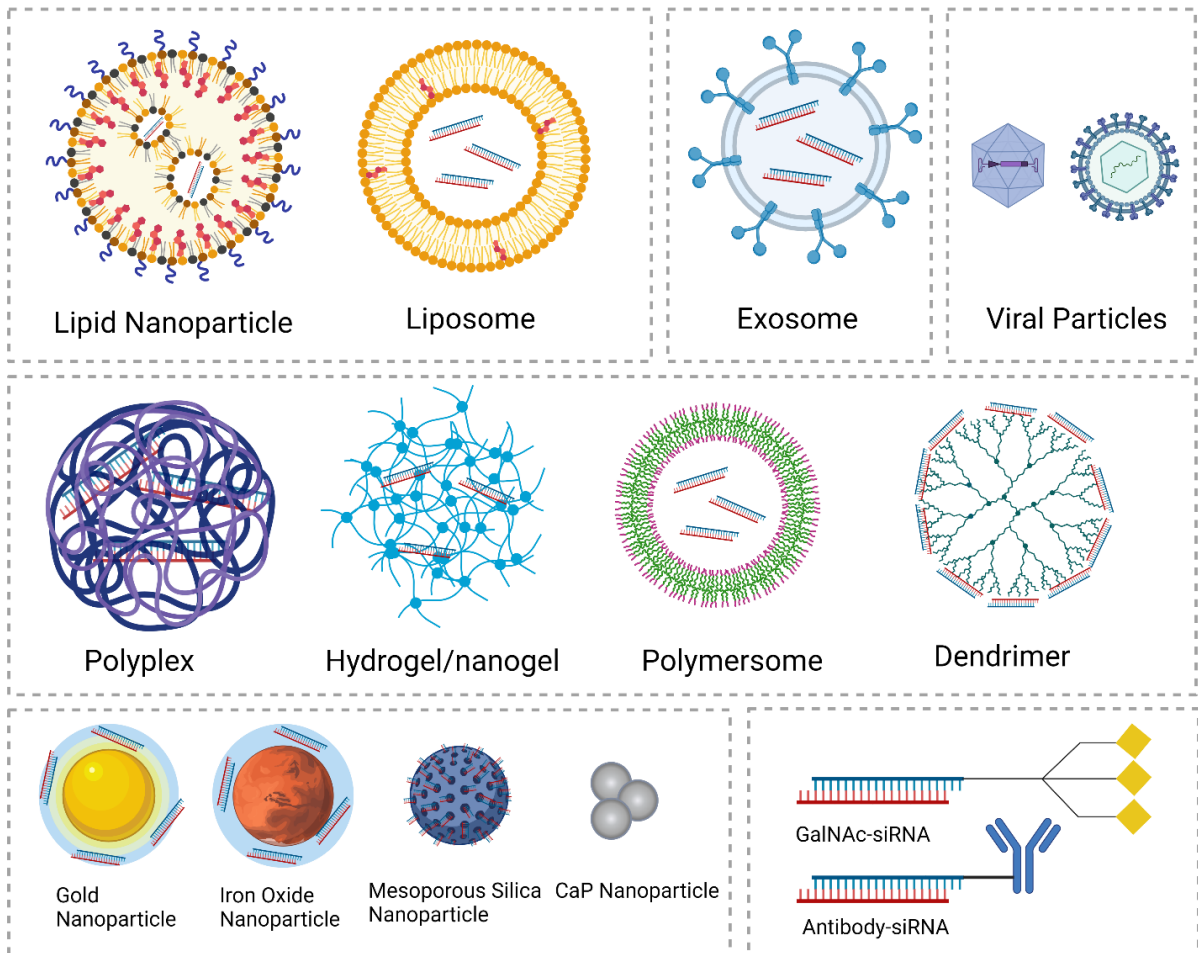 Lipid Nanoparticle
Liposome
Exosome
Viral Particles
Polyplex
Hydrogel/nanogel
Polymersome
Dendrimer
Gold
Nanoparticle
Iron Oxide
Nanoparticle
Mesoporous Silica
Nanoparticle
CaP Nanoparticle
GalNAc-siRNA
Antibody-siRNA